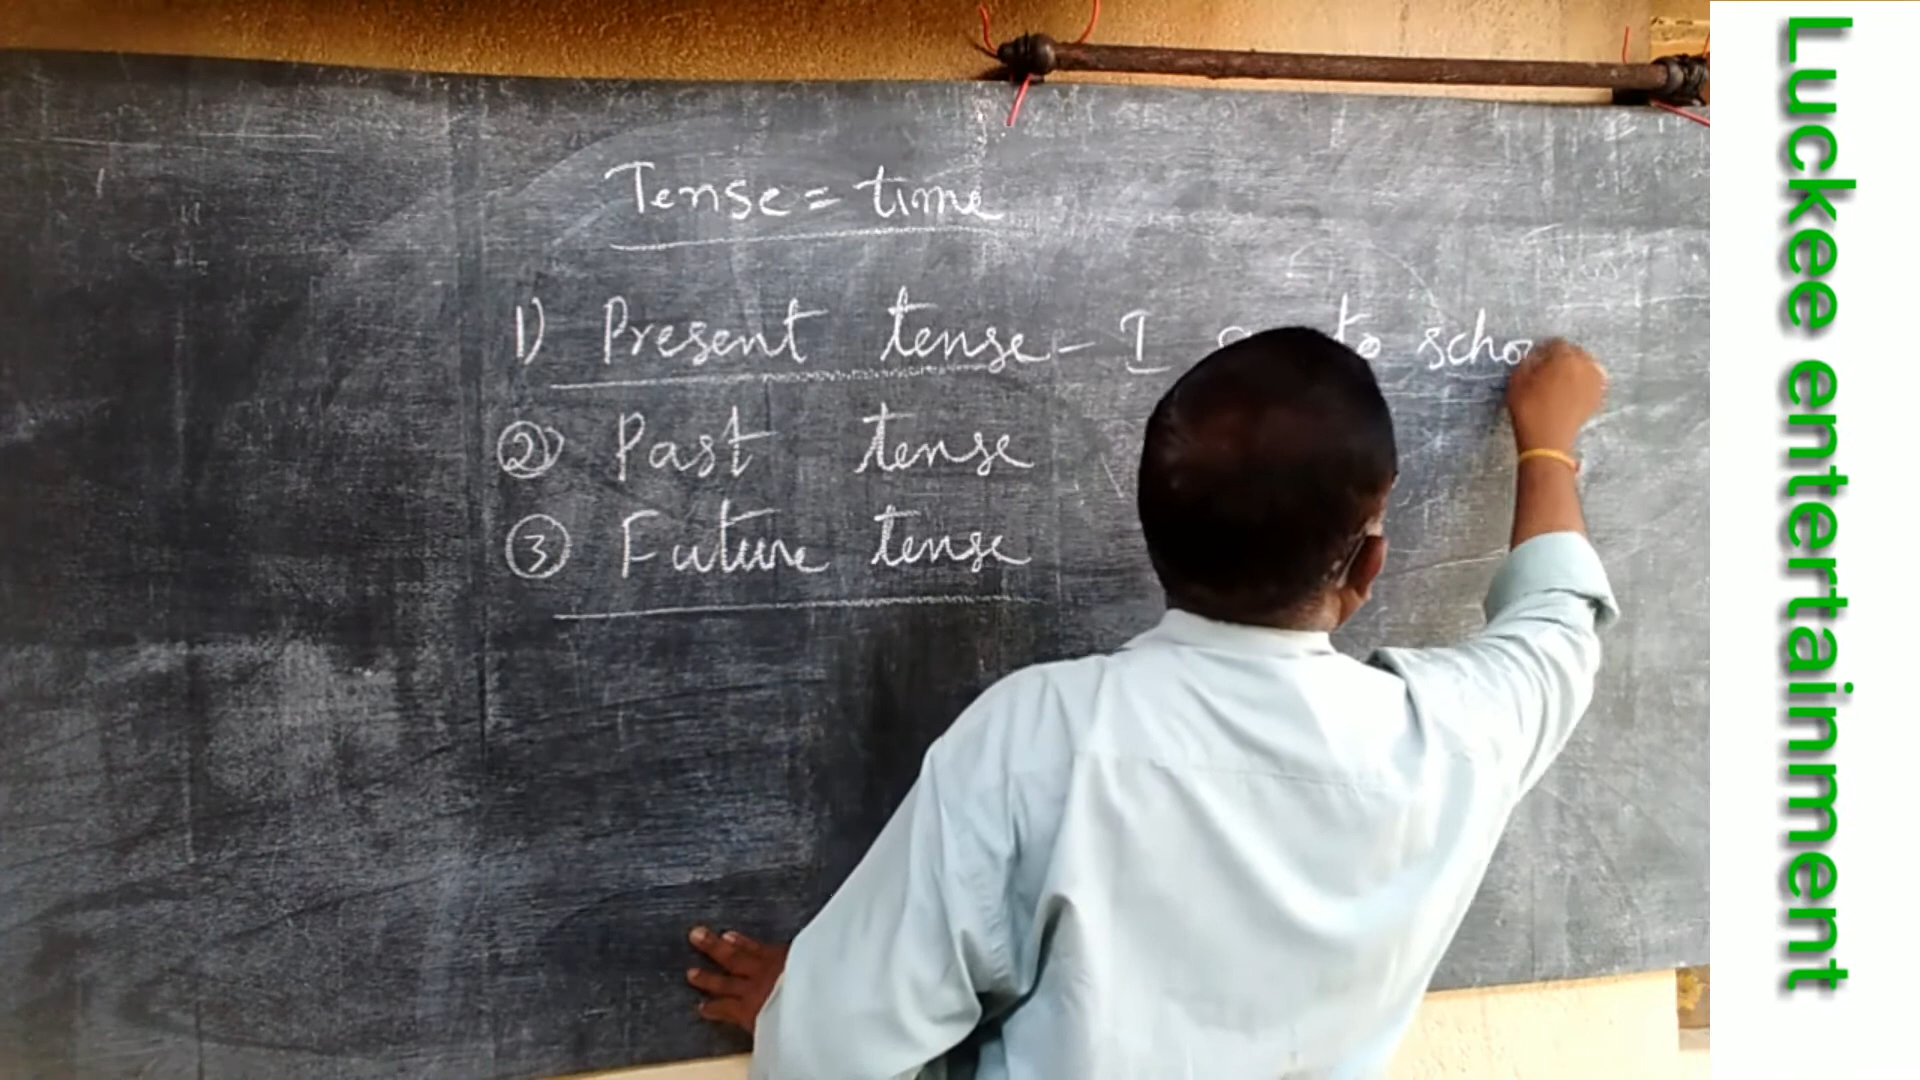 Tense = time
1) Present tense - I to scho
2) Past tense
3) Future tense
Luckee entertainment